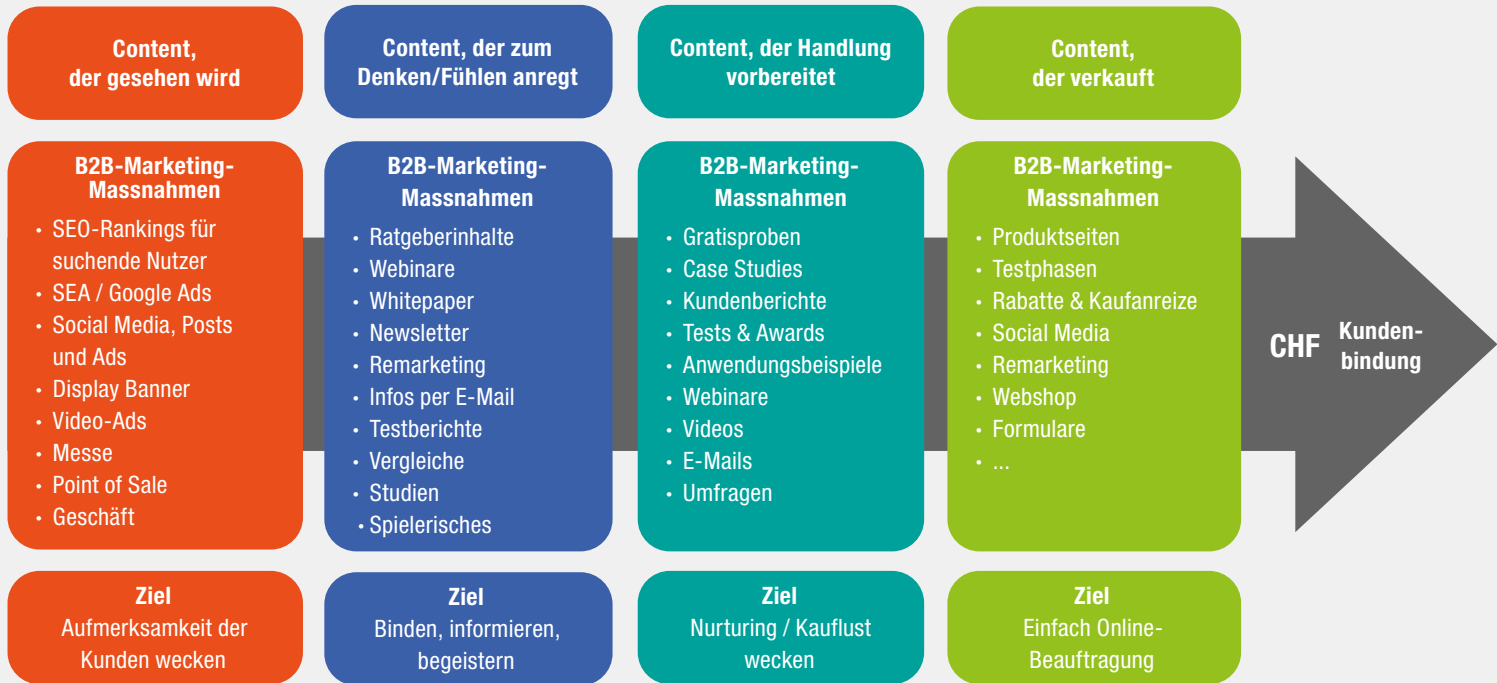 Content,
der gesehen wird
Content, der zum
Denken/Fühlen anregt
Content, der Handlung
vorbereitet
Content,
der verkauft
B2B-Marketing-
Massnahmen
• SEO-Rankings für
suchende Nutzer
• SEA / Google Ads
• Social Media, Posts
und Ads
• Display Banner
• Video-Ads
• Messe
• Point of Sale
• Geschäft
B2B-Marketing-
Massnahmen
• Ratgeberinhalte
• Webinare
• Whitepaper
• Newsletter
• Remarketing
• Infos per E-Mail
• Testberichte
• Vergleiche
• Studien
• Spielerisches
B2B-Marketing-
Massnahmen
• Gratisproben
• Case Studies
• Kundenberichte
• Tests & Awards
• Anwendungsbeispiele
• Webinare
• Videos
• E-Mails
• Umfragen
B2B-Marketing-
Massnahmen
• Produktseiten
• Testphasen
• Rabatte & Kaufanreize
• Social Media
• Remarketing
• Webshop
• Formulare
• ...
CHF
Kunden-
bindung
Ziel
Aufmerksamkeit der
Kunden wecken
Ziel
Binden, informieren,
begeistern
Ziel
Nurturing / Kauflust
wecken
Ziel
Einfach Online-
Beauftragung